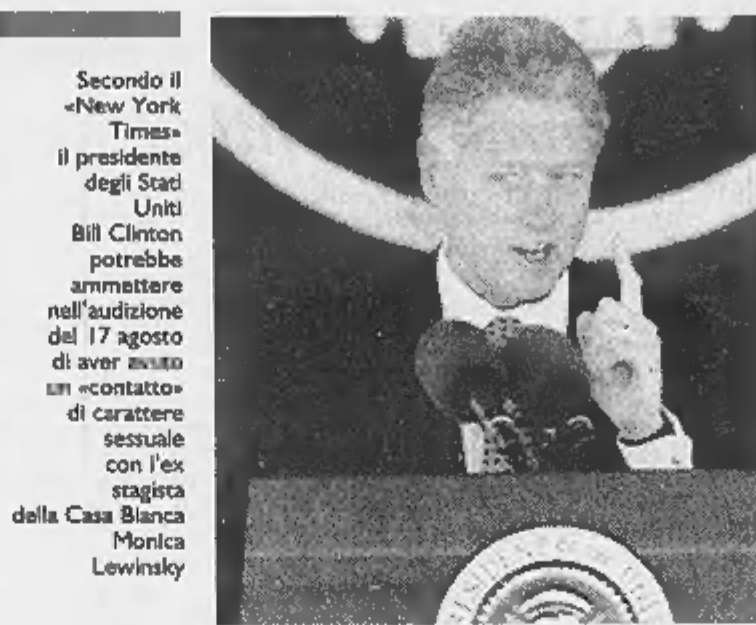 Secondo il
«New York
Times»
il presidente
degli Stati
Uniti
Bill Clinton
potrebbe
ammettere
nell'audizione
del 17 agosto
di aver avuto
un «contatto»
di carattere
sessuale
con l'ex
stagista
della Casa Bianca
Monica
Lewinsky